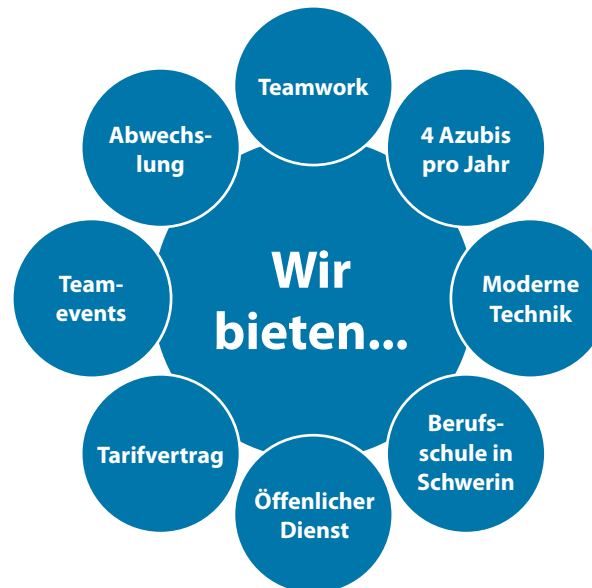 Wir
bieten...
Teamwork
4 Azubis
pro Jahr
Moderne
Technik
Berufs-
schule in
Schwerin
Öffenlicher
Dienst
Tarifvertrag
Team-
events
Abwechs-
lung